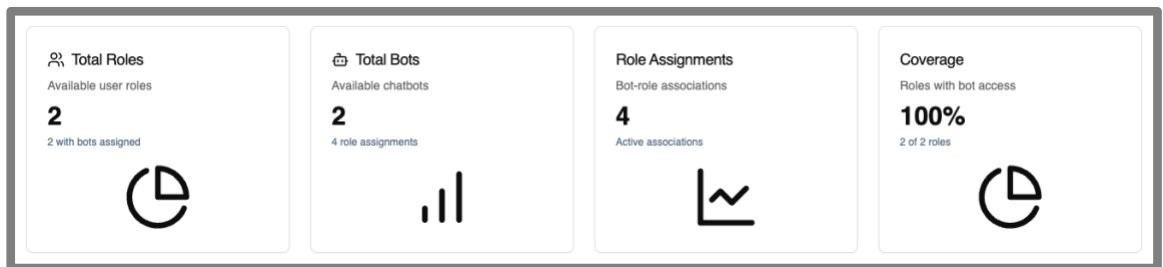 Total Roles
Available user roles
2
2 with bots assigned
Total Bots
Available chatbots
2
4 role assignments
Role Assignments
Bot-role associations
4
Active associations
Coverage
Roles with bot access
100%
2 of 2 roles